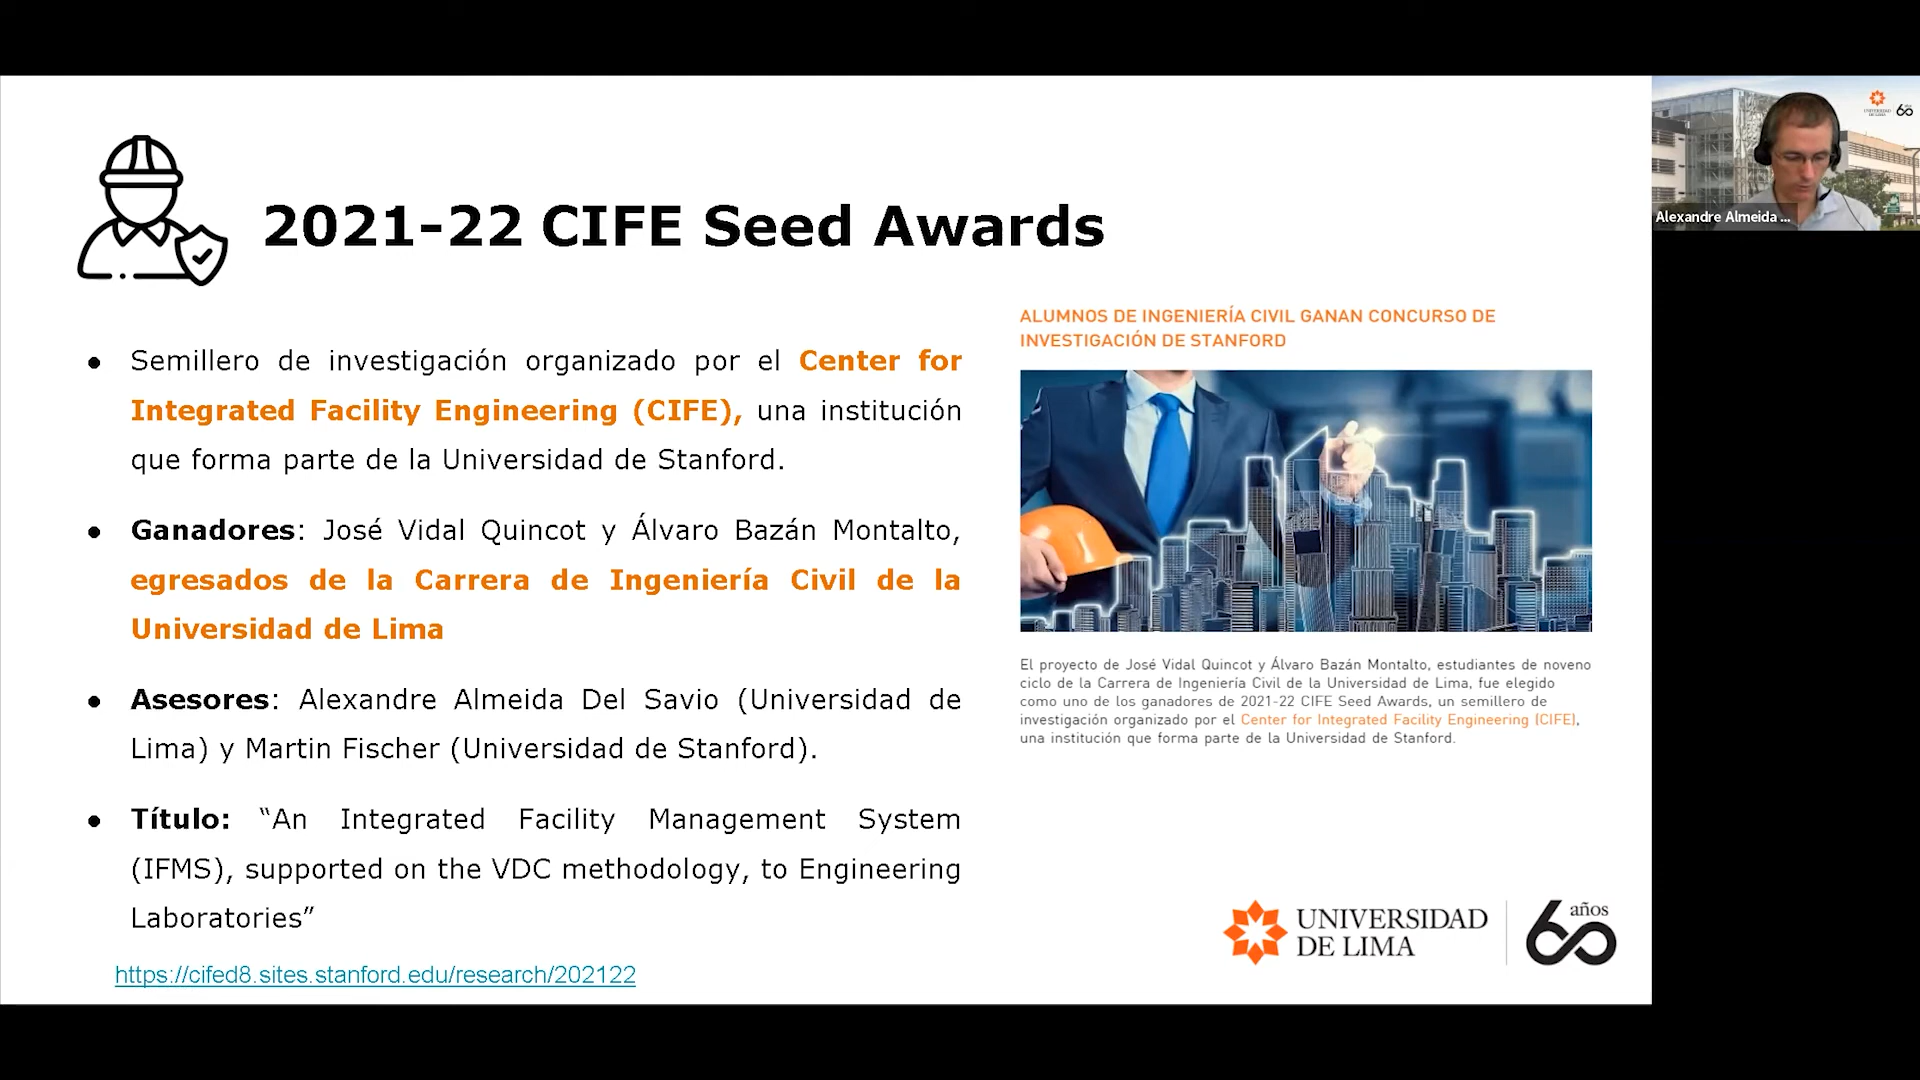 2021-22 CIFE Seed Awards
● Semillero de investigación organizado por el Center for
Integrated Facility Engineering (CIFE), una institución
que forma parte de la Universidad de Stanford.
● Ganadores: José Vidal Quincot y Álvaro Bazán Montalto,
egresados de la Carrera de Ingeniería Civil de la
Universidad de Lima
● Asesores: Alexandre Almeida Del Savio (Universidad de
Lima) y Martin Fischer (Universidad de Stanford).
● Título: “An Integrated Facility Management System
(IFMS), supported on the VDC methodology, to Engineering
Laboratories”
https://cifed8.sites.stanford.edu/research/202122
ALUMNOS DE INGENIERÍA CIVIL GANAN CONCURSO DE
INVESTIGACIÓN DE STANFORD
El proyecto de José Vidal Quincot y Álvaro Bazán Montalto, estudiantes de noveno
ciclo de la Carrera de Ingeniería Civil de la Universidad de Lima, fue elegido
como uno de los ganadores de 2021-22 CIFE Seed Awards, un semillero de
investigación organizado por el Center for Integrated Facility Engineering (CIFE),
una institución que forma parte de la Universidad de Stanford.
UNIVERSIDAD
DE LIMA
60 años
UNIVERSIDAD
DE LIMA
60
Alexandre Almeida ...